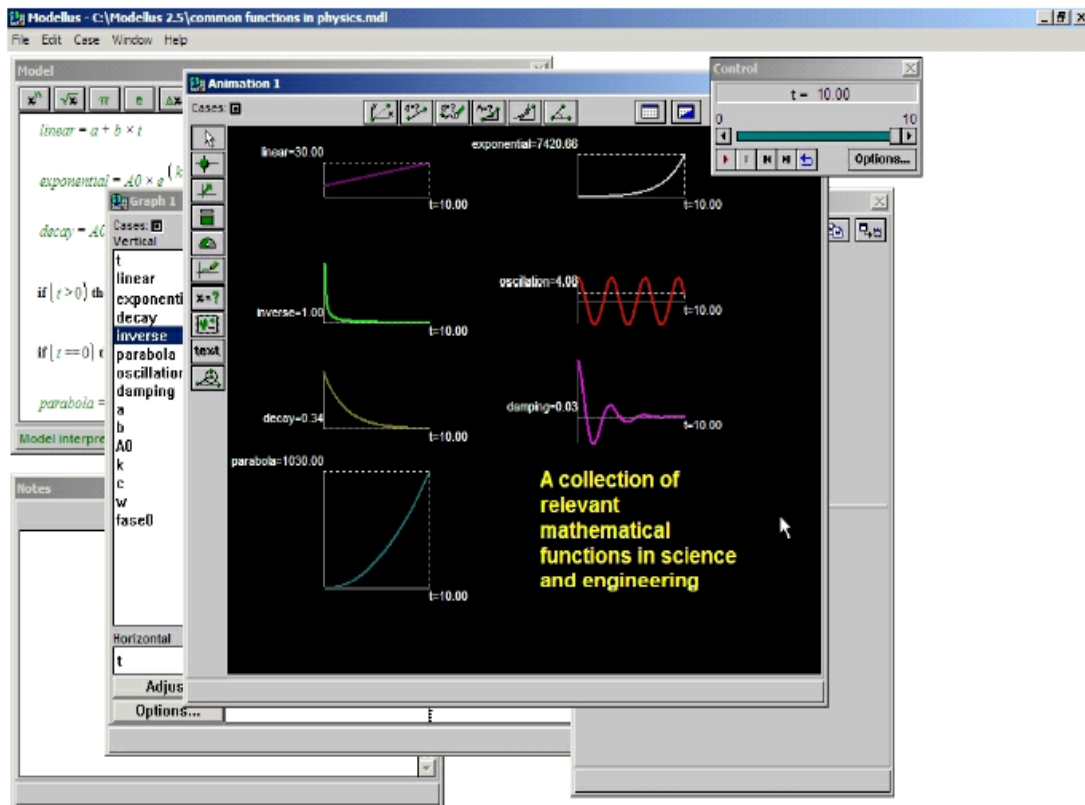 Modellus - C:\Modellus 2.5\common functions in physics.mdl
File Edit Case Window Help
Model
linear = a + b × t
exponential = A0 × e^(k
decay = A0
if (t>0) th
if (t==0) t
parabola =
Model interpre
Animation 1
Cases:
x=?
text
linear=30.00
t=10.00
exponential=7420.66
t=10.00
inverse=1.00
t=10.00
oscillation=4.08
t=10.00
decay=0.34
t=10.00
damping=0.03
t=10.00
parabola=1030.00
t=10.00
A collection of
relevant
mathematical
functions in science
and engineering
Control
t = 10.00
0 10
Options...
Graph 1
Cases:
Vertical
t
linear
exponenti
decay
inverse
parabola
oscillation
damping
a
b
A0
k
c
w
fase0
Horizontal
t
Adjus
Options...
Notes